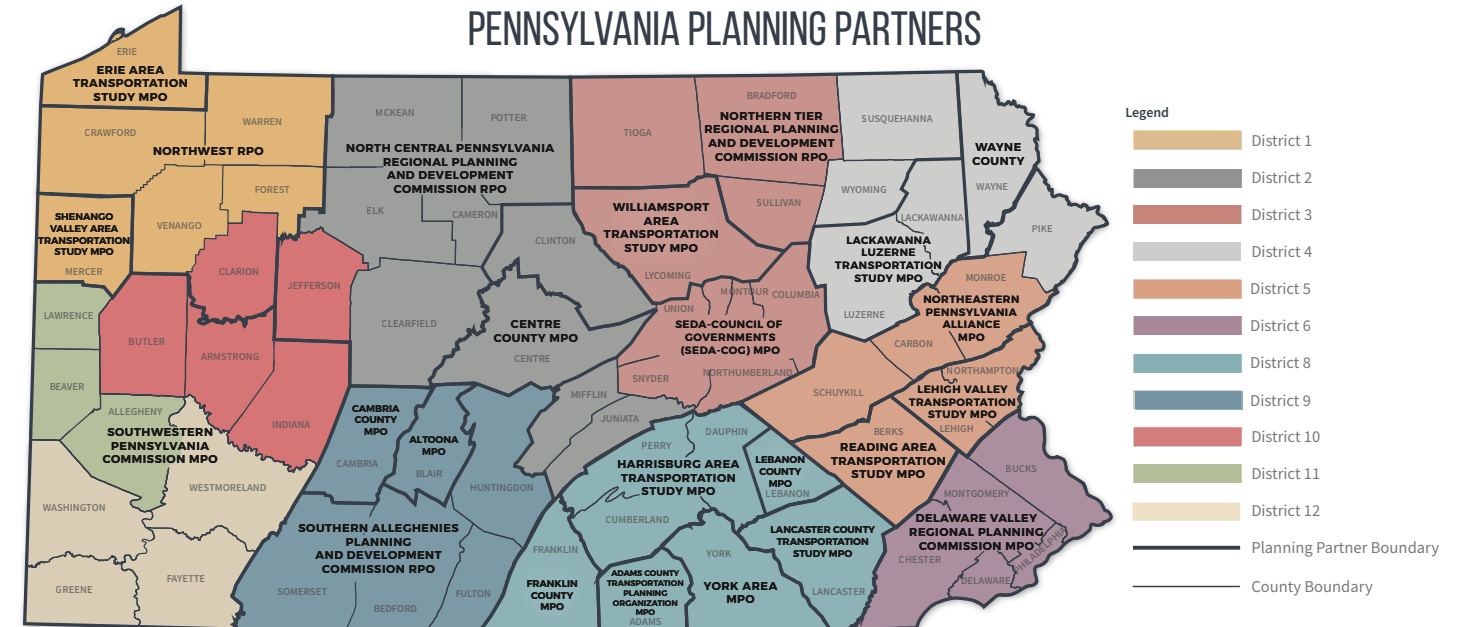 PENNSYLVANIA PLANNING PARTNERS
ERIE
ERIE AREA
TRANSPORTATION
STUDY MPO
CRAWFORD
WARREN
NORTHWEST RPO
FOREST
VENANGO
SHENANGO
VALLEY AREA
TRANSPORTATION
STUDY MPO
MERCER
CLARION
JEFFERSON
MCKEAN
POTTER
NORTH CENTRAL PENNSYLVANIA
REGIONAL PLANNING
AND DEVELOPMENT
COMMISSION RPO
ELK
CAMERON
CLINTON
CLEARFIELD
CENTRE
COUNTY MPO
CENTRE
MIFFLIN
JUNIATA
TIOGA
BRADFORD
NORTHERN TIER
REGIONAL PLANNING
AND DEVELOPMENT
COMMISSION RPO
SULLIVAN
WILLIAMSPORT
AREA
TRANSPORTATION
STUDY MPO
LYCOMING
UNION
MONTOUR
COLUMBIA
SEDA-COUNCIL OF
GOVERNMENTS
(SEDA-COG) MPO
SNYDER
NORTHUMBERLAND
SUSQUEHANNA
WAYNE
COUNTY
WAYNE
WYOMING
LACKAWANNA
PIKE
LACKAWANNA
LUZERNE
TRANSPORTATION
STUDY MPO
LUZERNE
MONROE
NORTHEASTERN
PENNSYLVANIA
ALLIANCE
MPO
CARBON
SCHUYKILL
NORTHAMPTON
LEHIGH VALLEY
TRANSPORTATION
STUDY MPO
LEHIGH
BERKS
READING AREA
TRANSPORTATION
STUDY MPO
LAWRENCE
BUTLER
ARMSTRONG
BEAVER
ALLEGHENY
INDIANA
SOUTHWESTERN
PENNSYLVANIA
COMMISSION MPO
WESTMORELAND
WASHINGTON
GREENE
FAYETTE
CAMBRIA
COUNTY
MPO
CAMBRIA
ALTOONA
MPO
BLAIR
HUNTINGDON
SOUTHERN ALLEGHENIES
PLANNING
AND DEVELOPMENT
COMMISSION RPO
SOMERSET
BEDFORD
FULTON
PERRY
DAUPHIN
HARRISBURG AREA
TRANSPORTATION
STUDY MPO
CUMBERLAND
LEBANON
COUNTY
MPO
LEBANON
FRANKLIN
FRANKLIN
COUNTY
MPO
ADAMS COUNTY
TRANSPORTATION
PLANNING
ORGANIZATION
MPO
ADAMS
YORK
YORK AREA
MPO
LANCASTER COUNTY
TRANSPORTATION
STUDY MPO
LANCASTER
BUCKS
MONTGOMERY
DELAWARE VALLEY
REGIONAL PLANNING
COMMISSION MPO
CHESTER
DELAWARE
PHILADELPHIA
Legend
District 1
District 2
District 3
District 4
District 5
District 6
District 8
District 9
District 10
District 11
District 12
Planning Partner Boundary
County Boundary